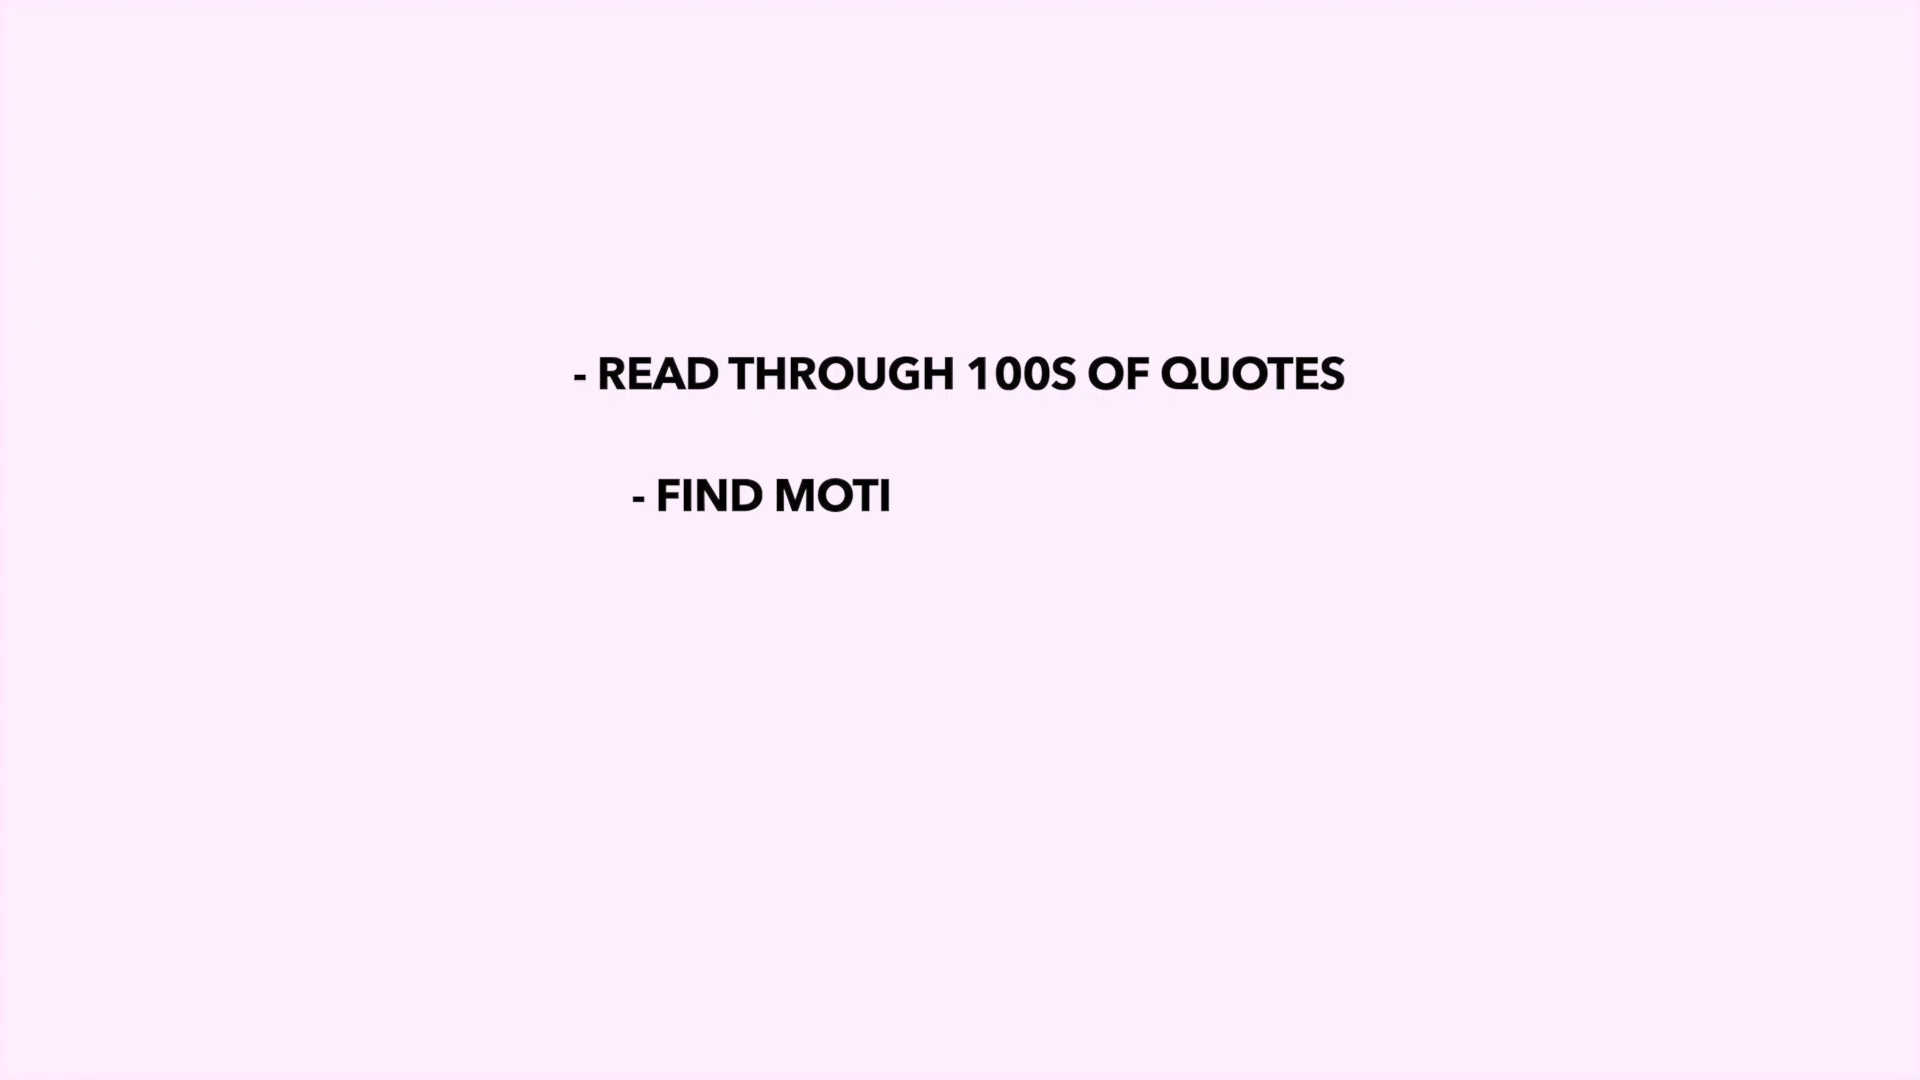 - READ THROUGH 100S OF QUOTES
- FIND MOTI